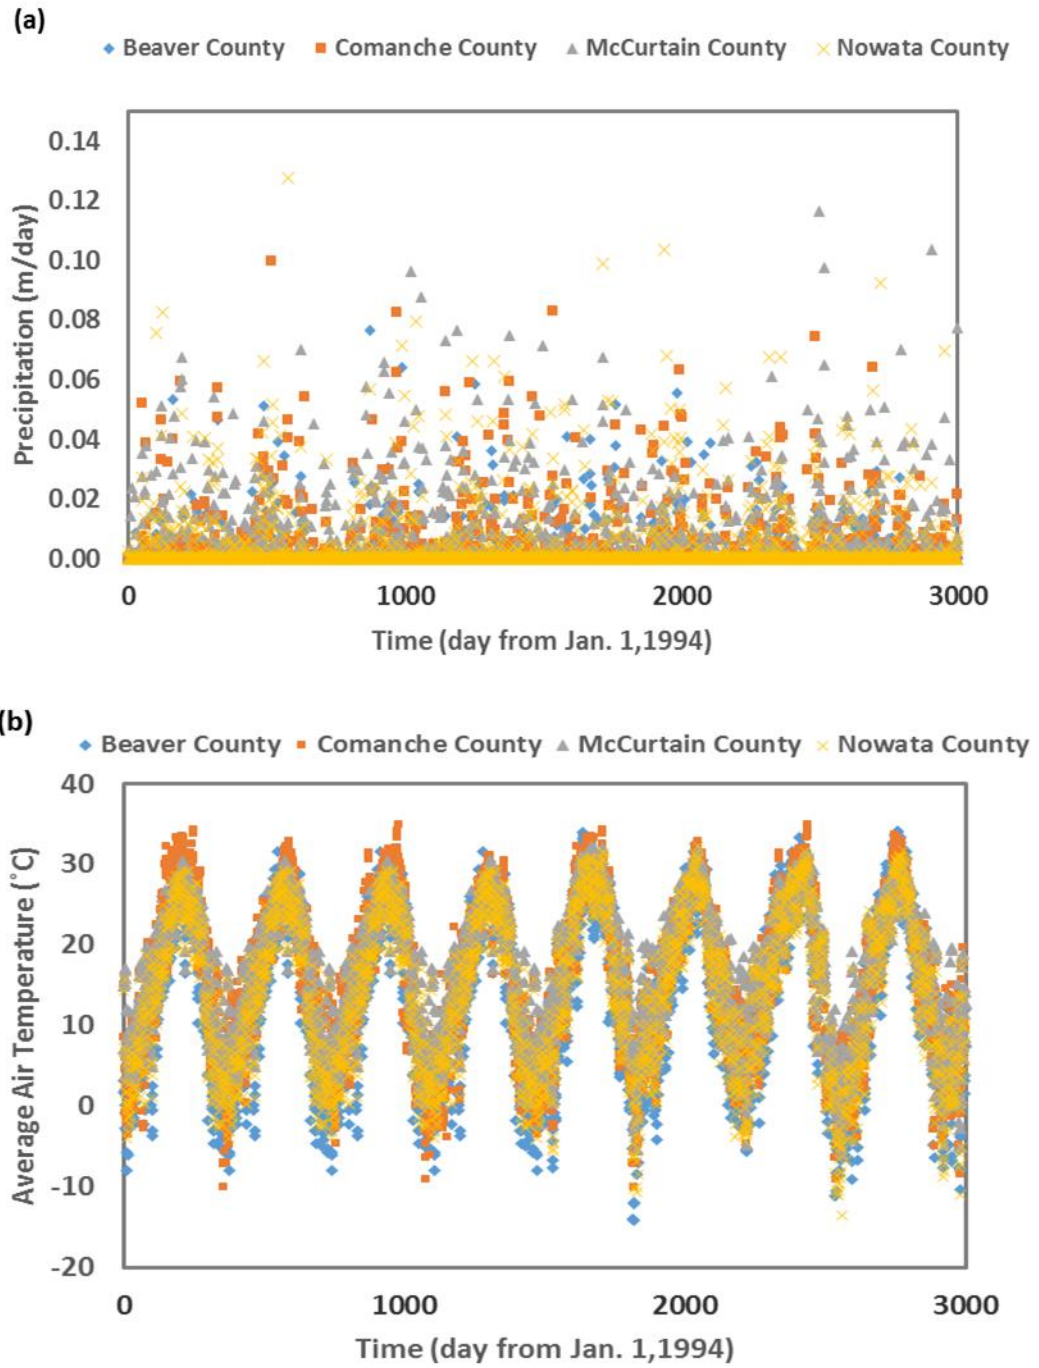 (a)
Beaver County Comanche County McCurtain County Nowata County
Precipitation (m/day)
0.14
0.12
0.10
0.08
0.06
0.04
0.02
0.00
0 1000 2000 3000
Time (day from Jan. 1,1994)
(b)
Beaver County Comanche County McCurtain County Nowata County
Average Air Temperature (˚C)
40
30
20
10
0
-10
-20
0 1000 2000 3000
Time (day from Jan. 1,1994)